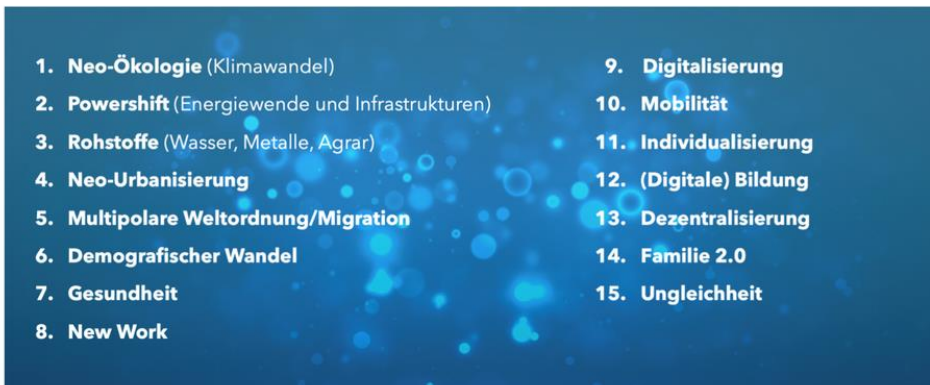 1. Neo-Ökologie (Klimawandel)
2. Powershift (Energiewende und Infrastrukturen)
3. Rohstoffe (Wasser, Metalle, Agrar)
4. Neo-Urbanisierung
5. Multipolare Weltordnung/Migration
6. Demografischer Wandel
7. Gesundheit
8. New Work
9. Digitalisierung
10. Mobilität
11. Individualisierung
12. (Digitale) Bildung
13. Dezentralisierung
14. Familie 2.0
15. Ungleichheit